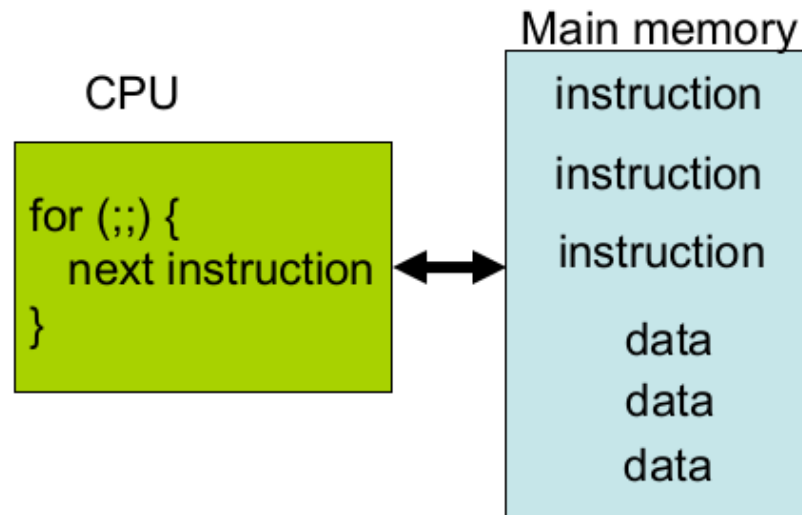 CPU
for (;;) {
next instruction
}
Main memory
instruction
instruction
instruction
data
data
data